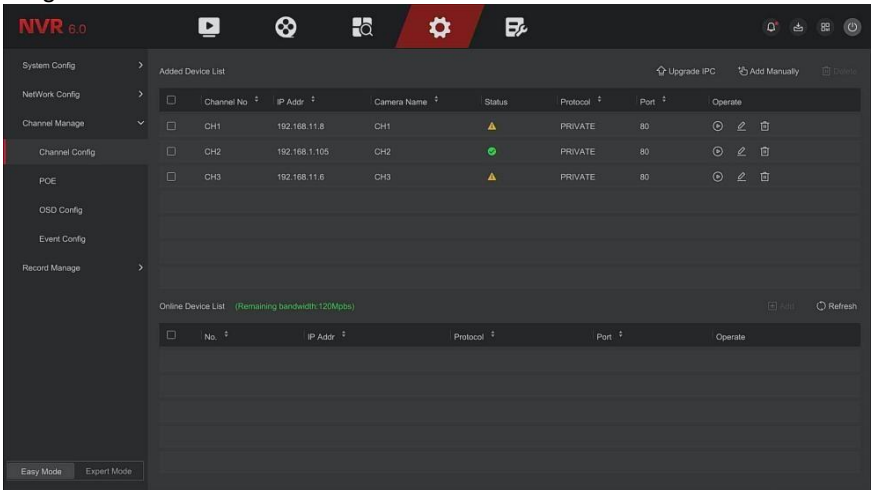 NVR 6.0
System Config
NetWork Config
Channel Manage
Channel Config
POE
OSD Config
Event Config
Record Manage
Easy Mode Expert Mode
Added Device List Upgrade IPC Add Manually Delete
Channel No IP Addr Camera Name Status Protocol Port Operate
CH1 192.168.11.8 CH1 PRIVATE 80
CH2 192.168.1.105 CH2 PRIVATE 80
CH3 192.168.11.6 CH3 PRIVATE 80
Online Device List (Remaining bandwidth:120Mpbs) Add Refresh
No. IP Addr Protocol Port Operate